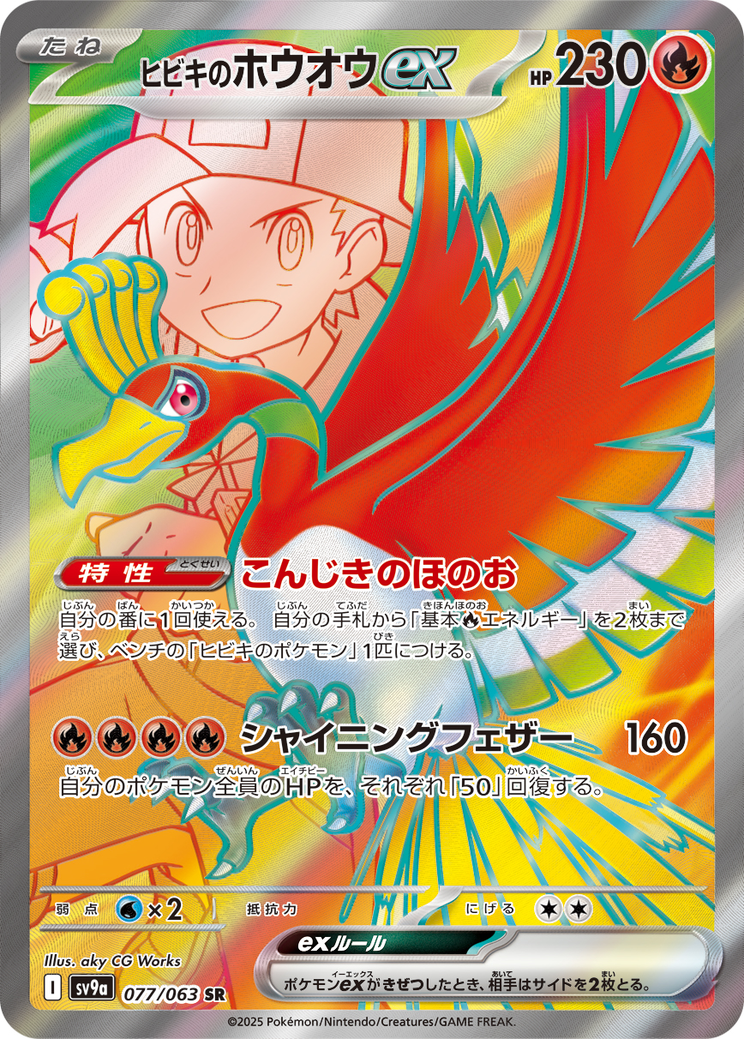 たね
ヒビキのホウオウex
HP230
特性
とくせい
こんじきのほのお
自分の番に1回使える。自分の手札から「基本エネルギー」を2枚まで
選び、ベンチの「ヒビキのポケモン」1匹につける。
シャイニングフェザー 160
自分のポケモン全員のHPを、それぞれ「50」回復する。
弱点 ×2 抵抗力 にげる
exルール
ポケモンexがきぜつしたとき、相手はサイドを2枚とる。
Illus. aky CG Works
I sv9a 077/063 SR
©2025 Pokémon/Nintendo/Creatures/GAME FREAK.